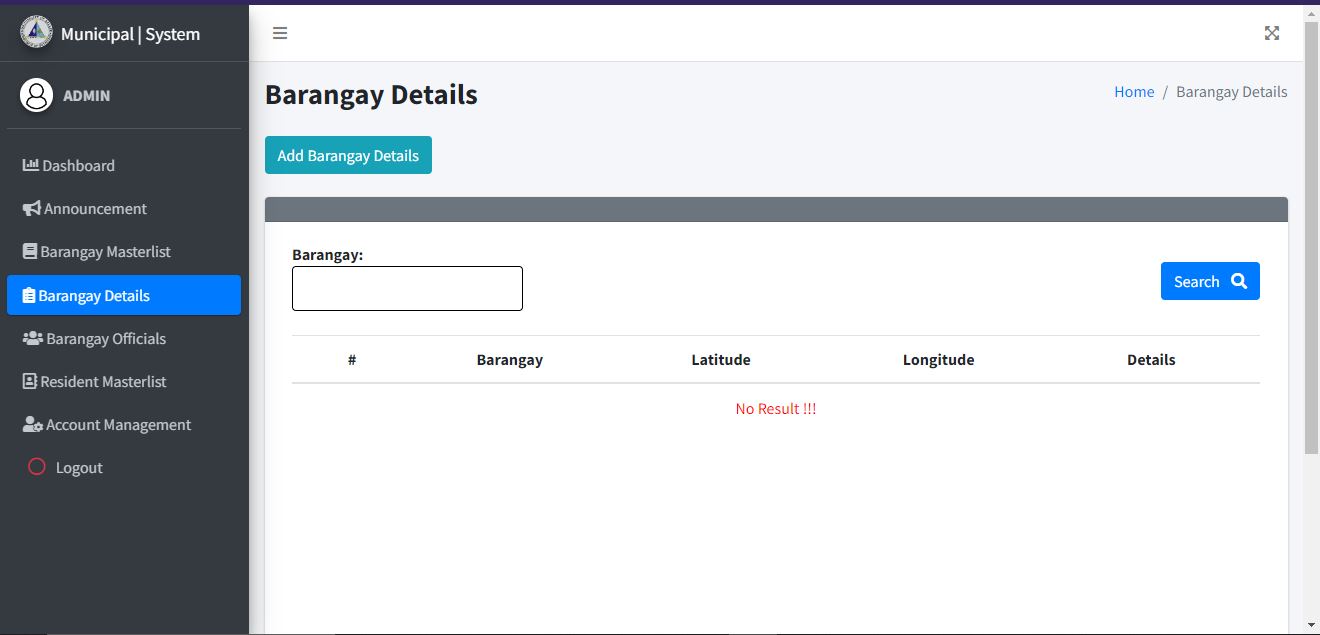 Municipal | System
ADMIN
Dashboard
Announcement
Barangay Masterlist
Barangay Details
Barangay Officials
Resident Masterlist
Account Management
Logout
Barangay Details
Home / Barangay Details
Add Barangay Details
Barangay:
Search
# Barangay Latitude Longitude Details
No Result !!!